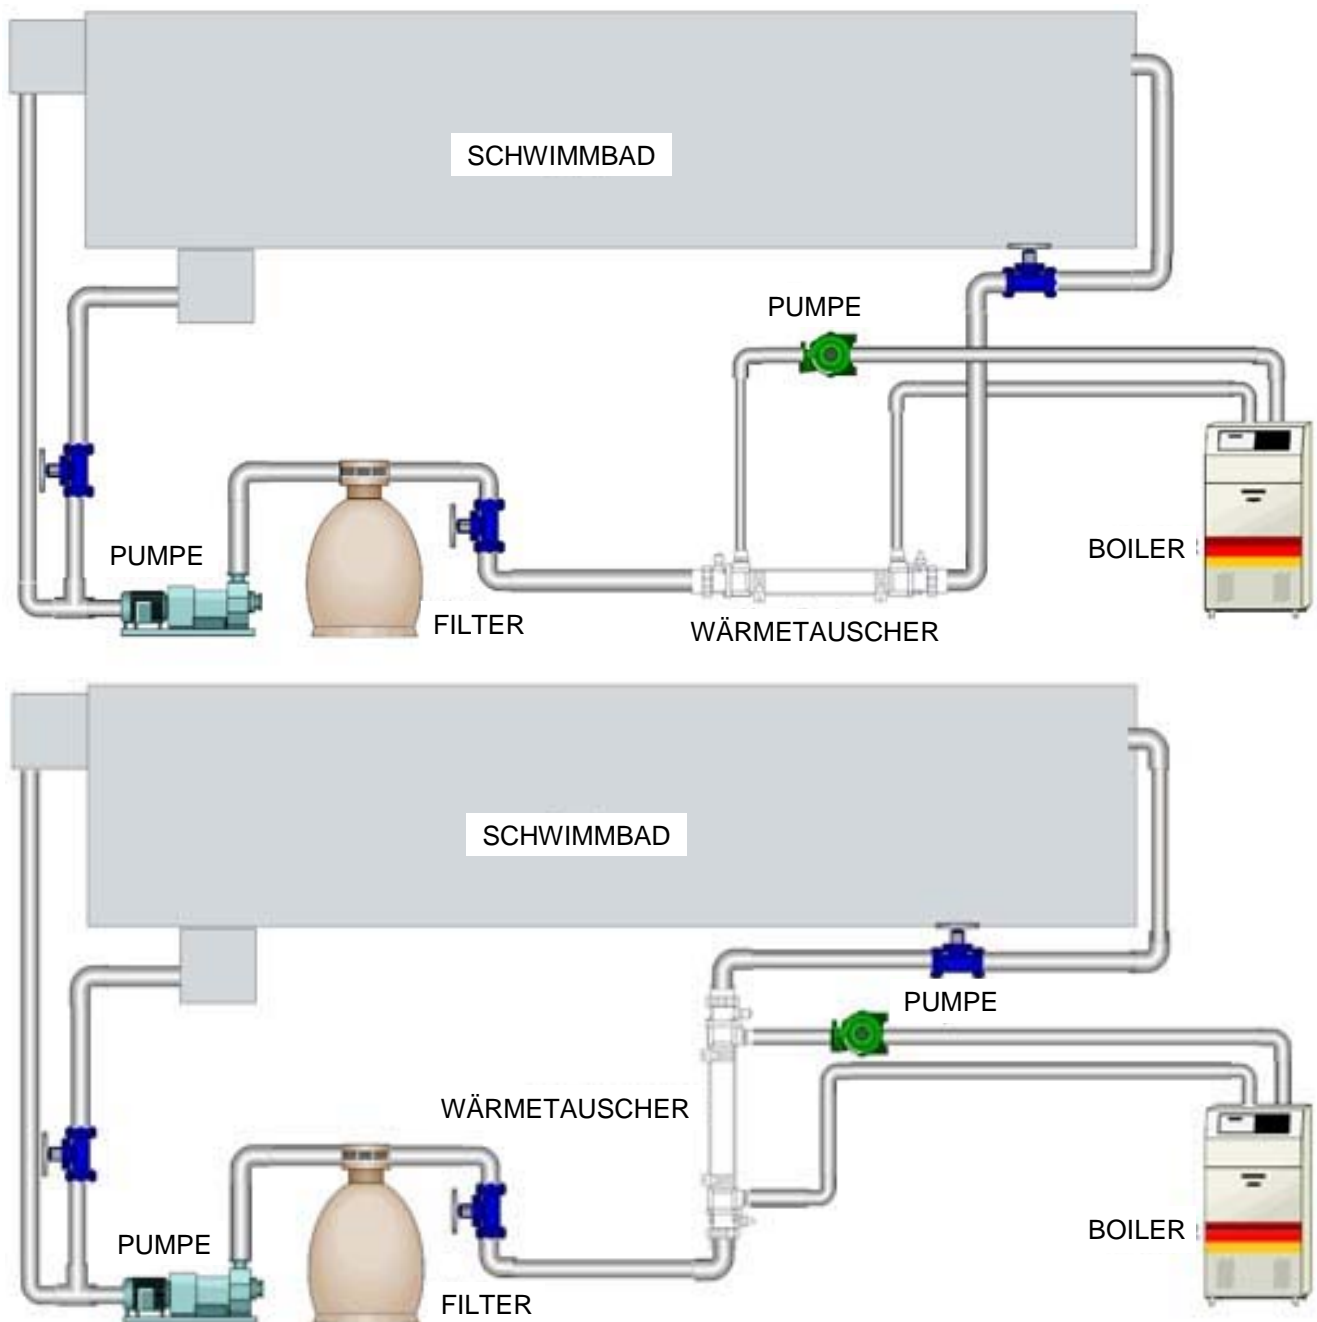 SCHWIMMBAD
PUMPE
PUMPE
BOILER
FILTER
WÄRMETAUSCHER
SCHWIMMBAD
PUMPE
WÄRMETAUSCHER
PUMPE
BOILER
FILTER